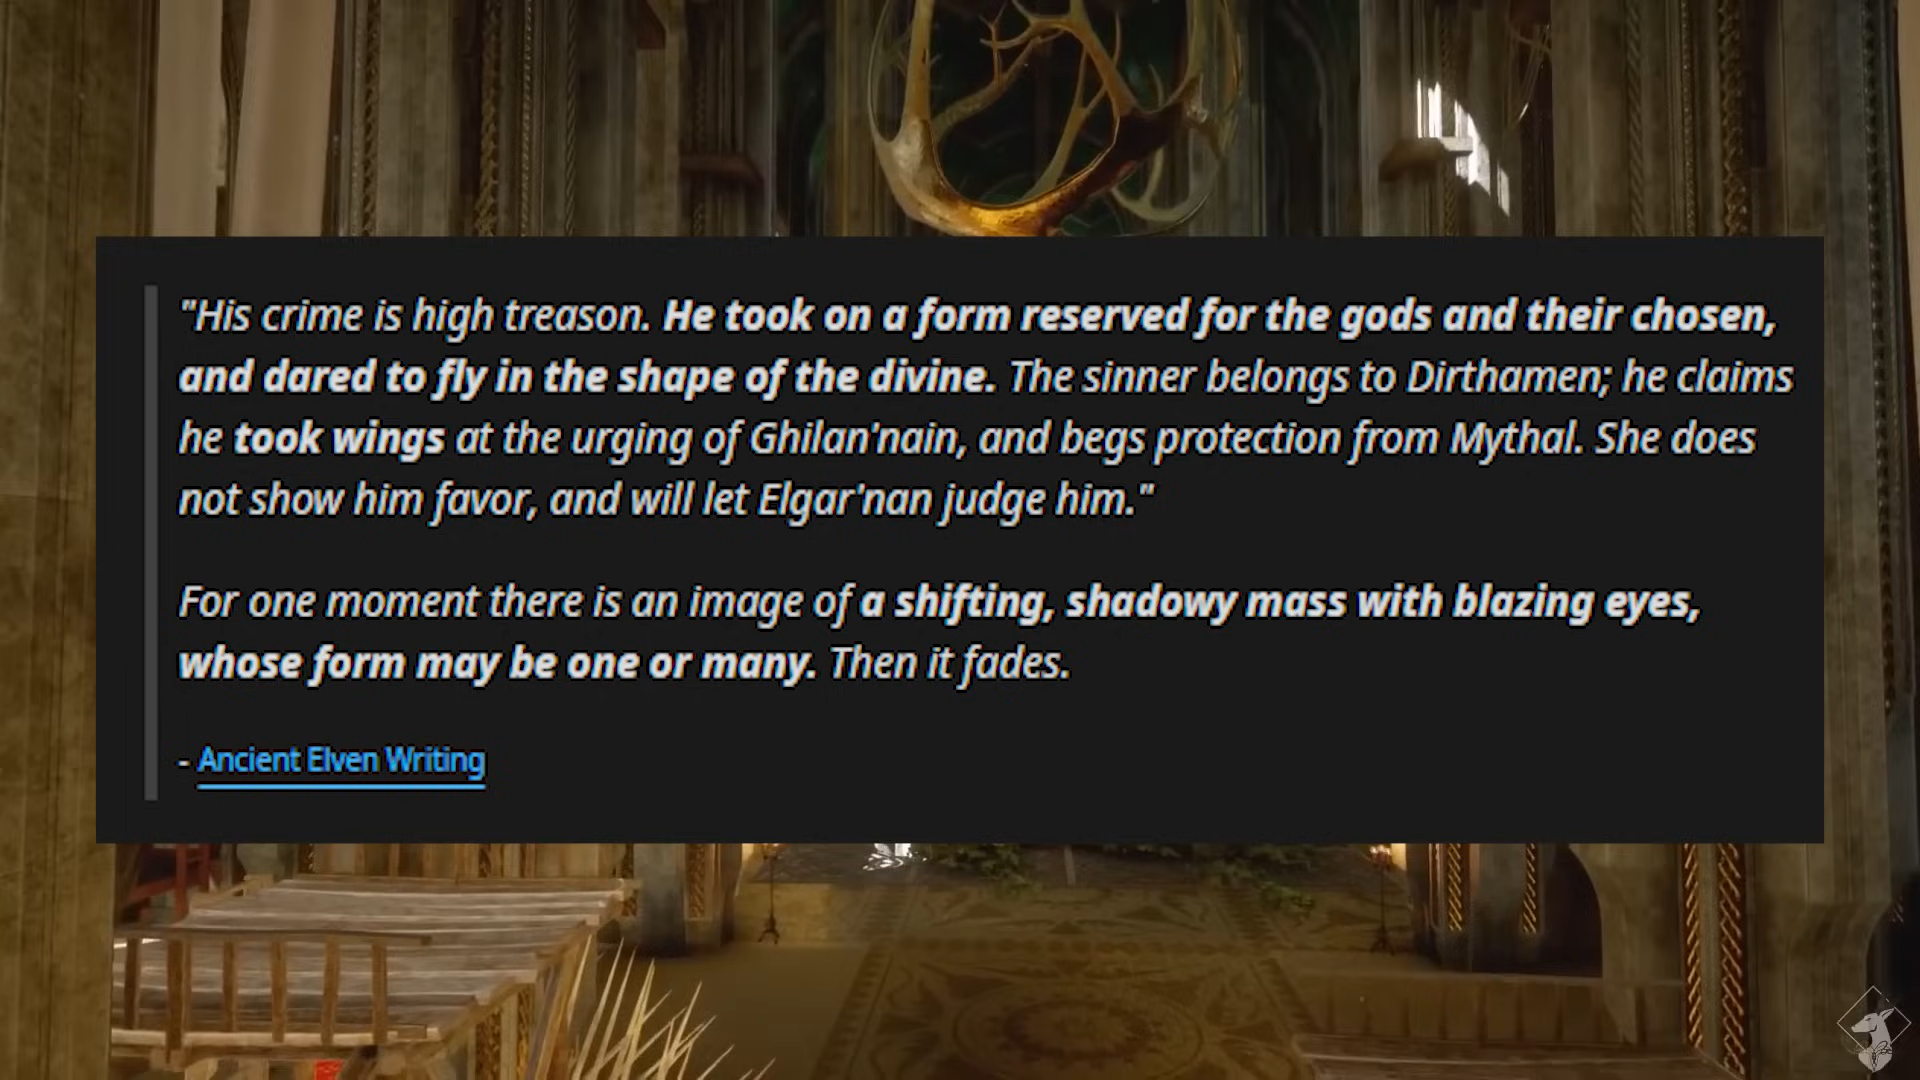 "His crime is high treason. He took on a form reserved for the gods and their chosen,
and dared to fly in the shape of the divine. The sinner belongs to Dirthamen; he claims
he took wings at the urging of Ghilan'nain, and begs protection from Mythal. She does
not show him favor, and will let Elgar'nan judge him."
For one moment there is an image of a shifting, shadowy mass with blazing eyes,
whose form may be one or many. Then it fades.
- Ancient Elven Writing